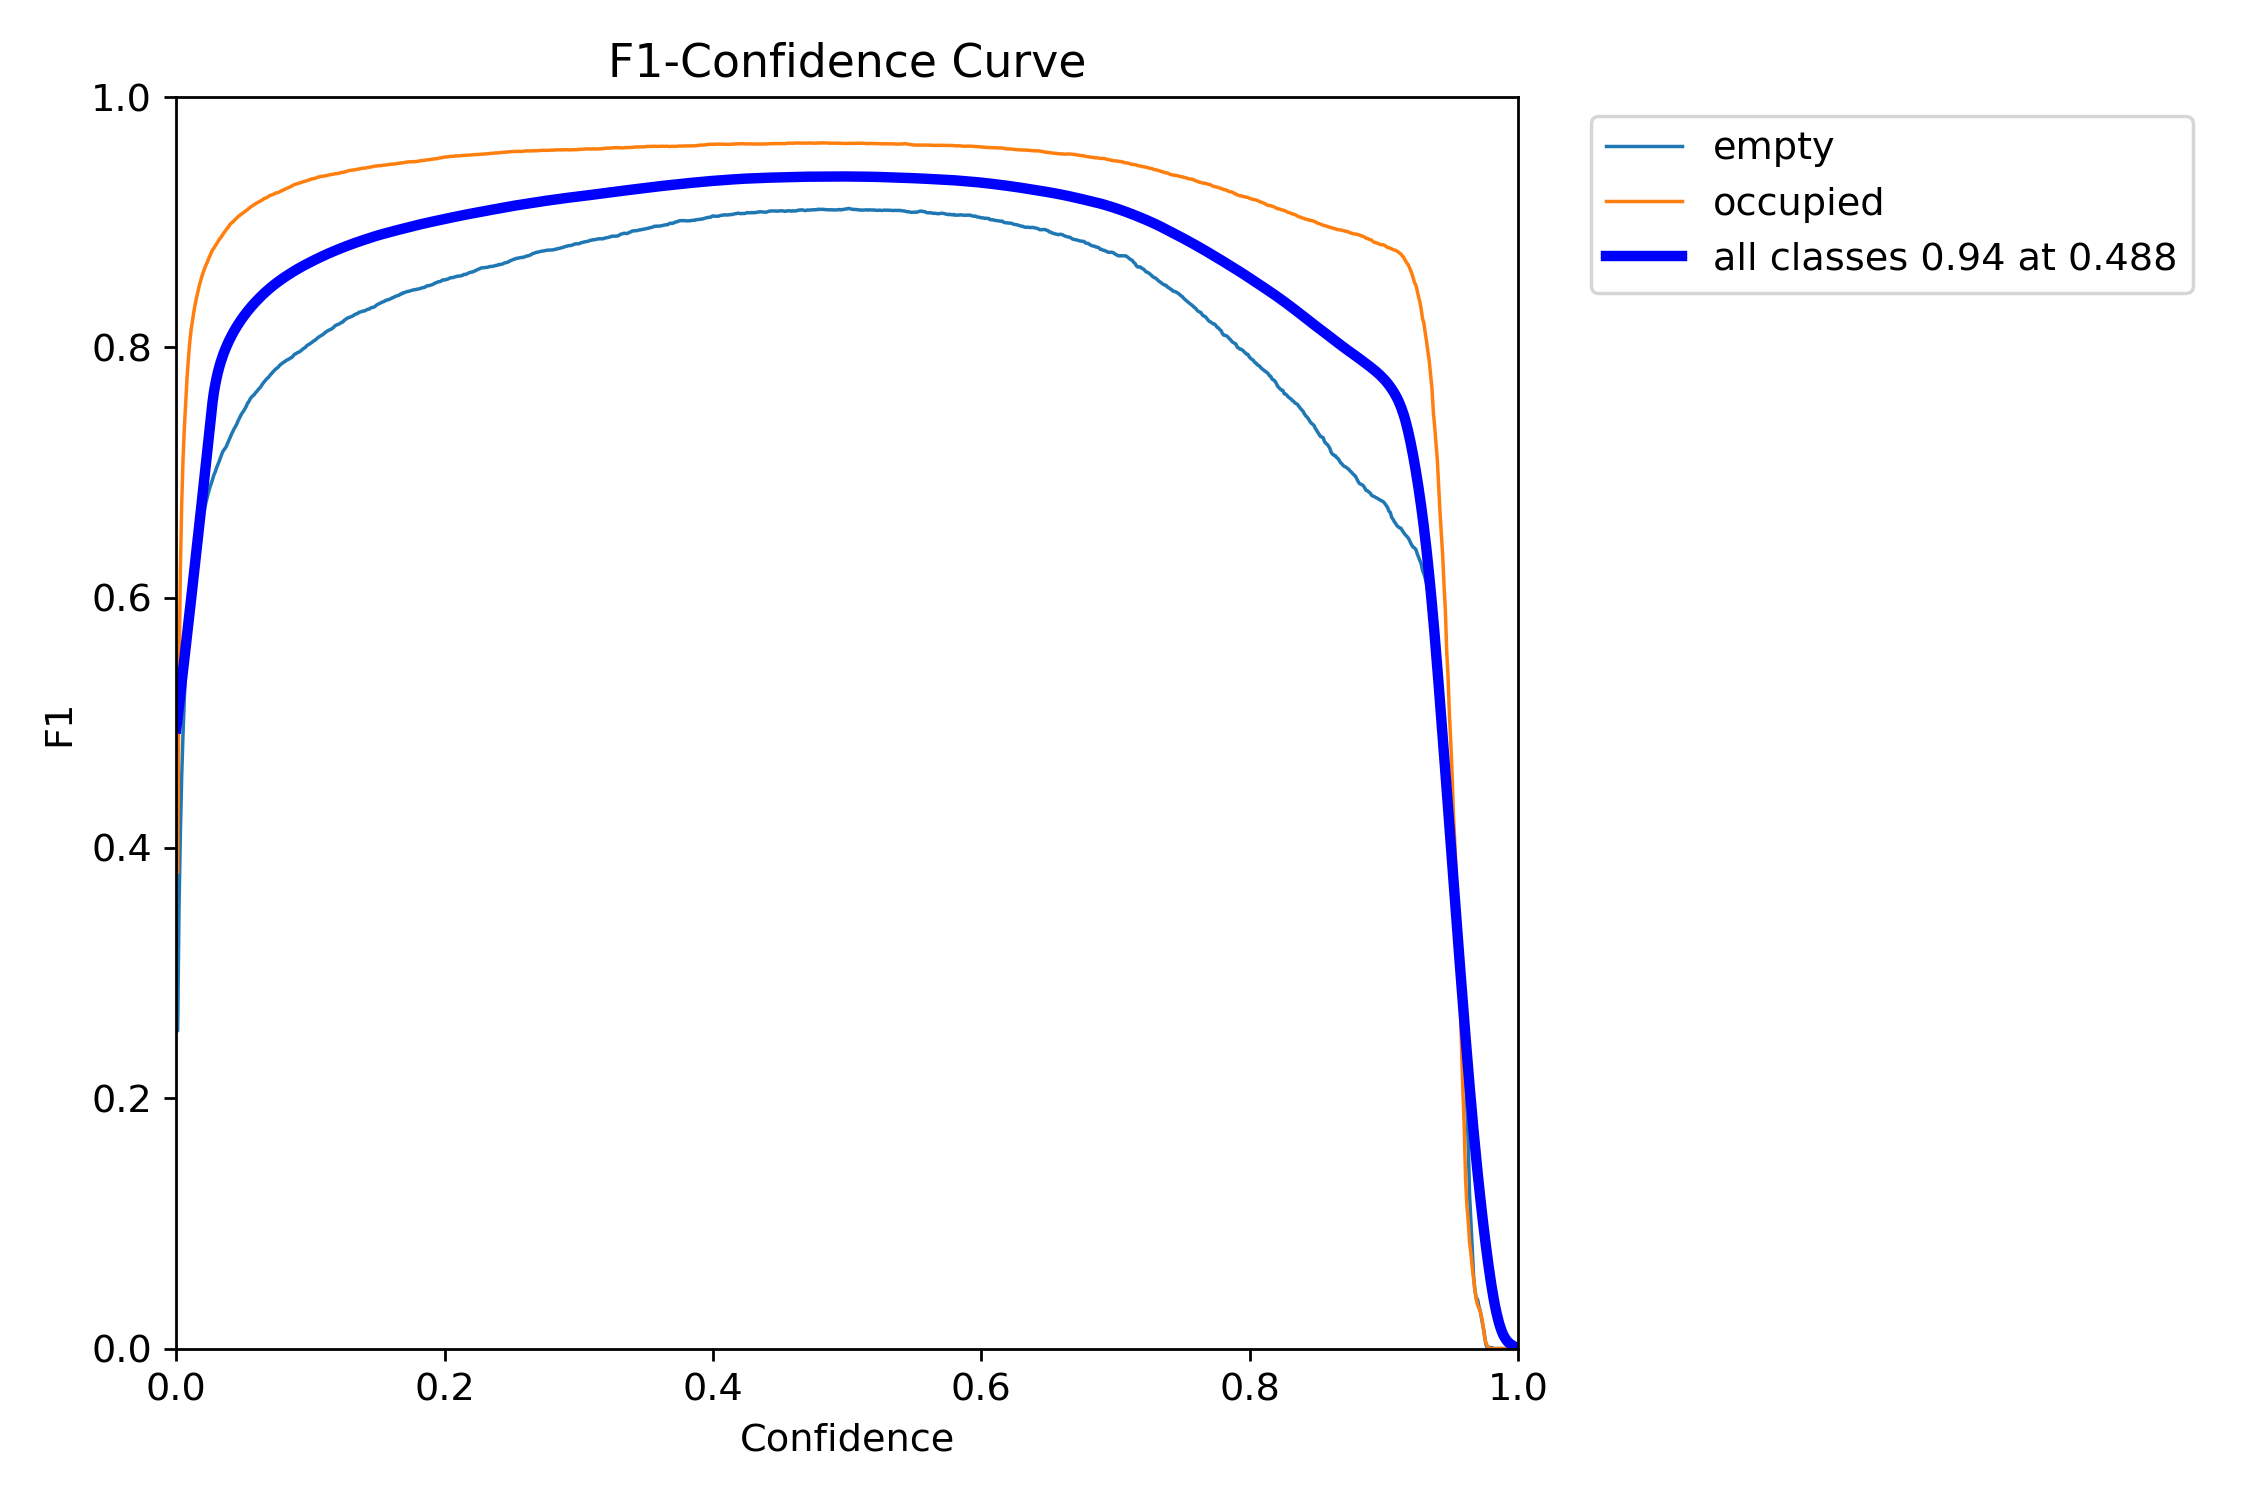 F1-Confidence Curve
1.0
0.8
0.6
0.4
0.2
0.0
F1
0.0 0.2 0.4 0.6 0.8 1.0
Confidence
empty
occupied
all classes 0.94 at 0.488